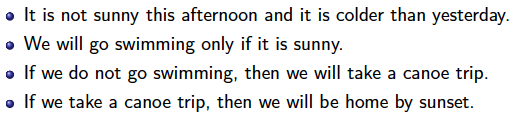 It is not sunny this afternoon and it is colder than yesterday.
We will go swimming only if it is sunny.
If we do not go swimming, then we will take a canoe trip.
If we take a canoe trip, then we will be home by sunset.